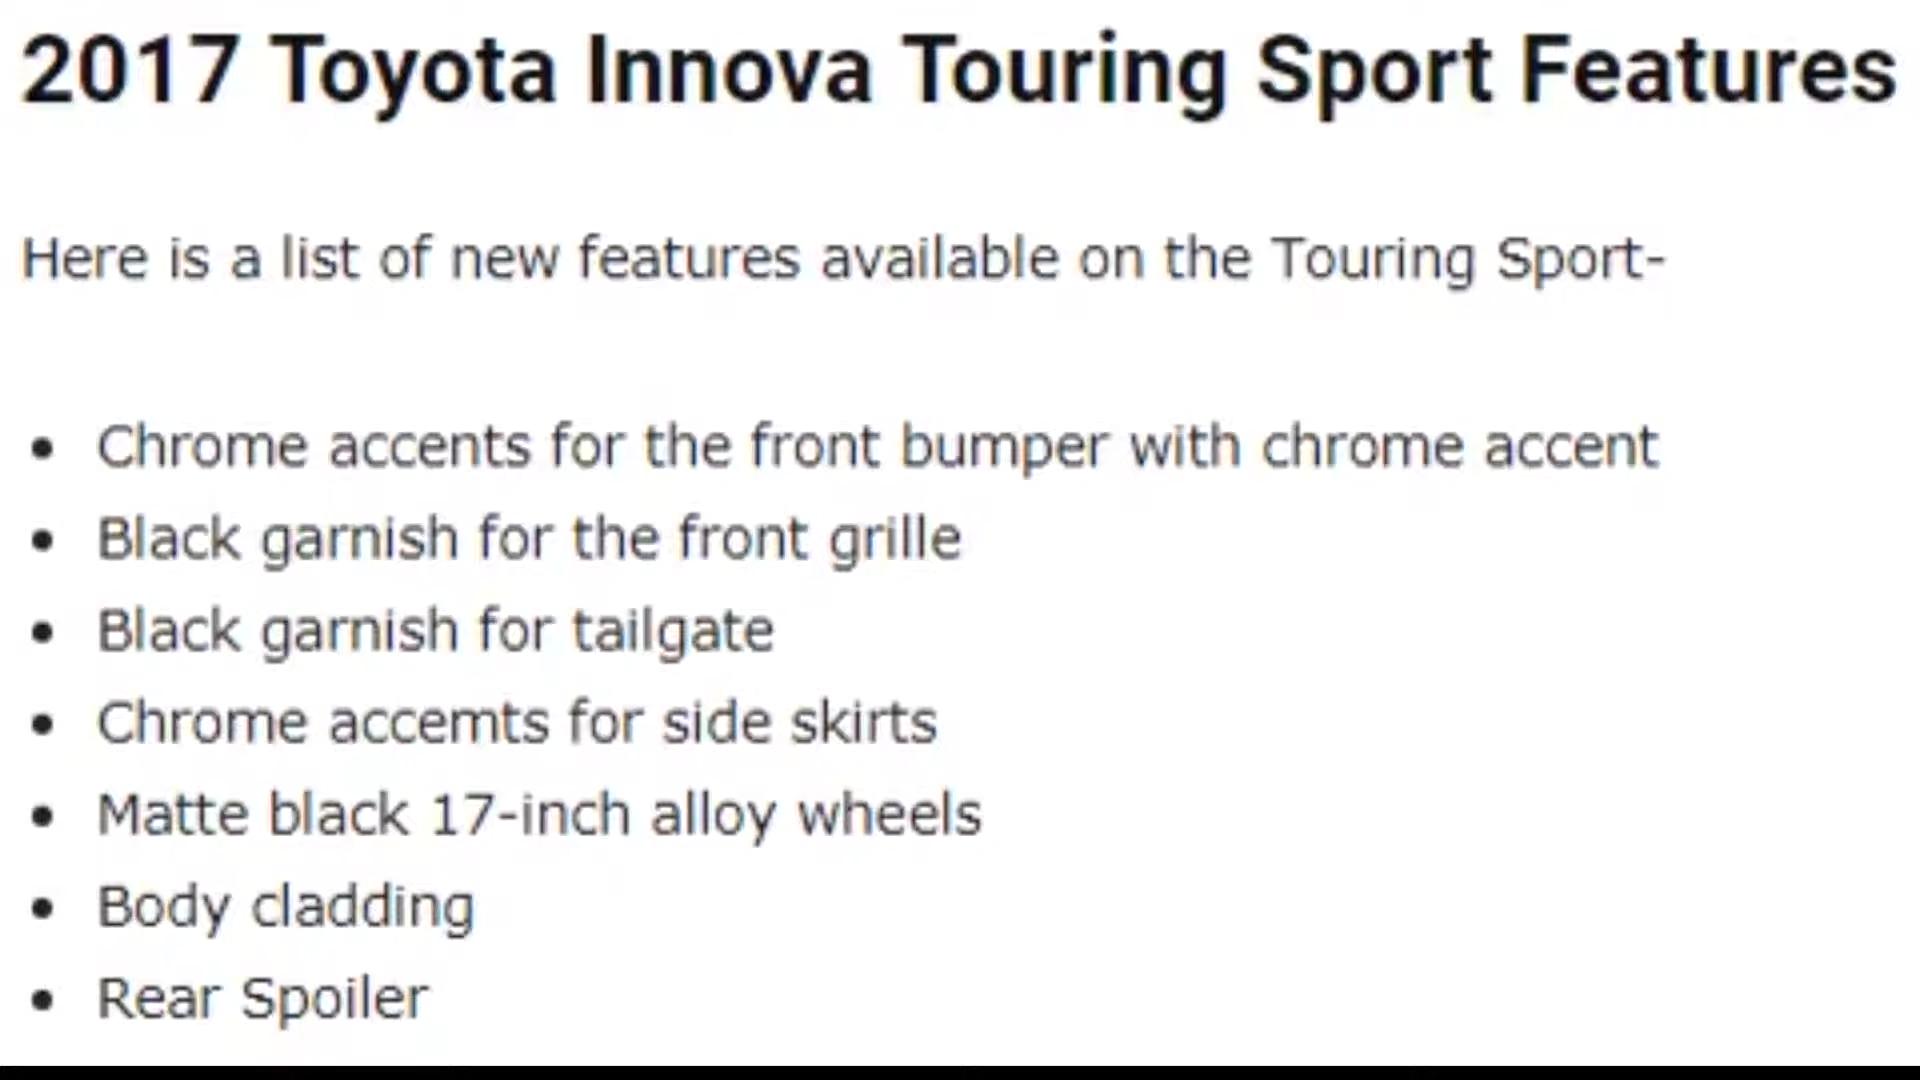 2017 Toyota Innova Touring Sport Features
Here is a list of new features available on the Touring Sport-
• Chrome accents for the front bumper with chrome accent
• Black garnish for the front grille
• Black garnish for tailgate
• Chrome accemts for side skirts
• Matte black 17-inch alloy wheels
• Body cladding
• Rear Spoiler